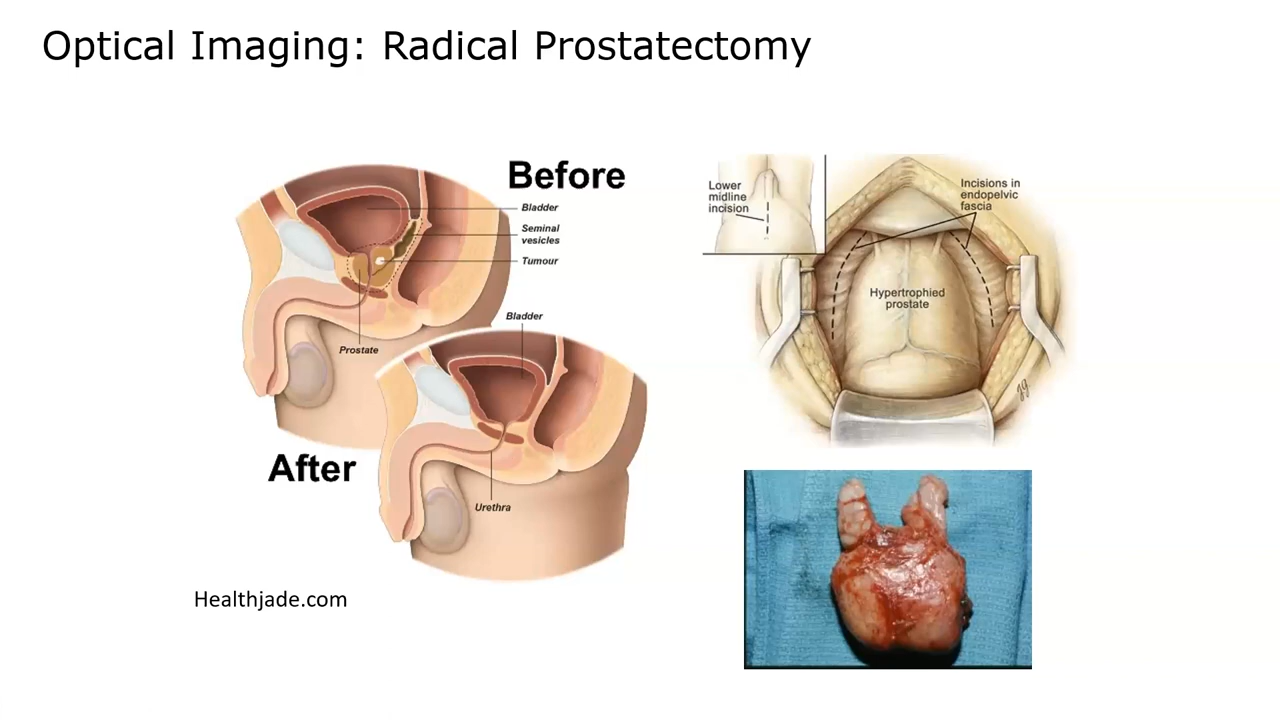 Optical Imaging: Radical Prostatectomy
Before
Bladder
Seminal
vesicles
Tumour
Prostate
Bladder
After
Urethra
Healthjade.com
Lower
midline
incision
Incisions in
endopelvic
fascia
Hypertrophied
prostate